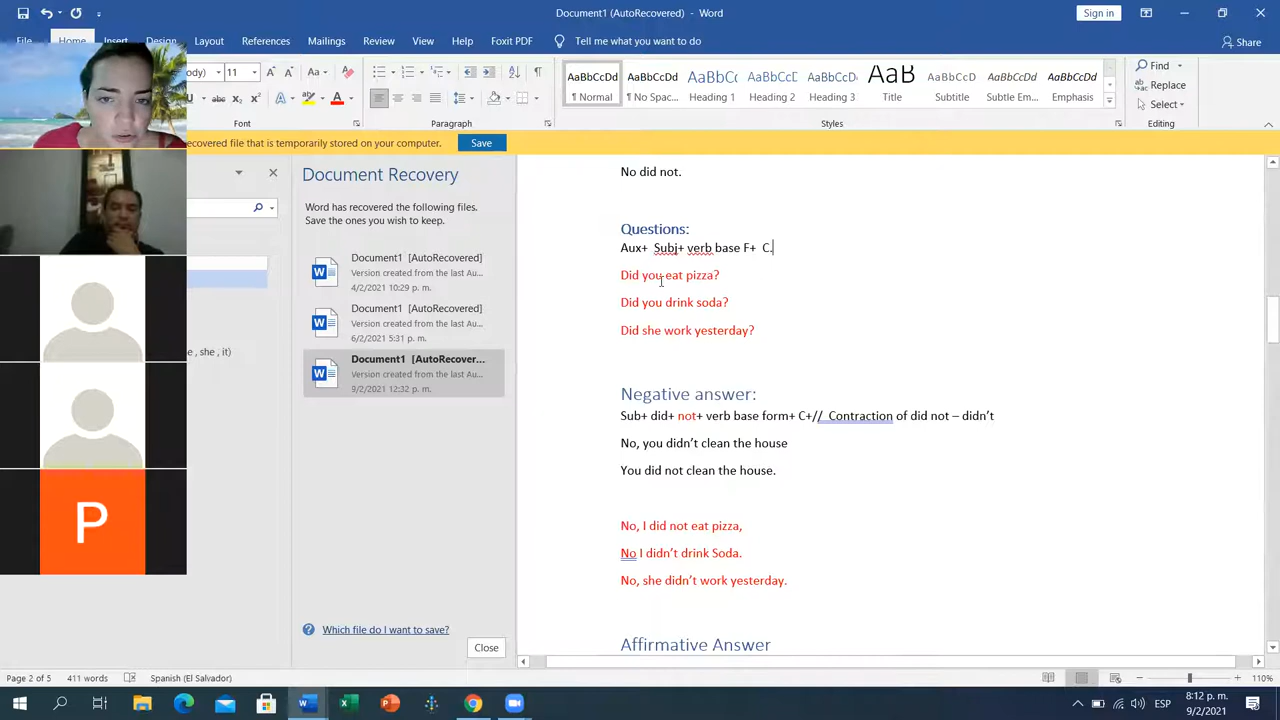 Document1 (AutoRecovered) - Word
Sign in
Home Insert Design Layout References Mailings Review View Help Foxit PDF Tell me what you want to do
Share
11
AaBbCcDd AaBbCcDd AaBbCc AaBbCcD AaBbCcD AaB AaBbCcD AaBbCcDd AaBbCcDd
¶ Normal ¶ No Spac... Heading 1 Heading 2 Heading 3 Title Subtitle Subtle Em... Emphasis
Find
Replace
Select
Font Paragraph Styles Editing
recovered file that is temporarily stored on your computer.
Save
Document Recovery
Word has recovered the following files.
Save the ones you wish to keep.
Document1 [AutoRecovered]
Version created from the last Au...
4/2/2021 10:29 p. m.
Document1 [AutoRecovered]
Version created from the last Au...
6/2/2021 5:31 p. m.
Document1 [AutoRecover...
Version created from the last Au...
9/2/2021 12:32 p. m.
, she , it)
Which file do I want to save?
Close
No did not.
Questions:
Aux+ Subj+ verb base F+ C.
Did you eat pizza?
Did you drink soda?
Did she work yesterday?
Negative answer:
Sub+ did+ not+ verb base form+ C+// Contraction of did not – didn’t
No, you didn’t clean the house
You did not clean the house.
No, I did not eat pizza,
No I didn’t drink Soda.
No, she didn’t work yesterday.
Affirmative Answer
P
Page 2 of 5 411 words Spanish (El Salvador)
110%
ESP
8:12 p. m.
9/2/2021